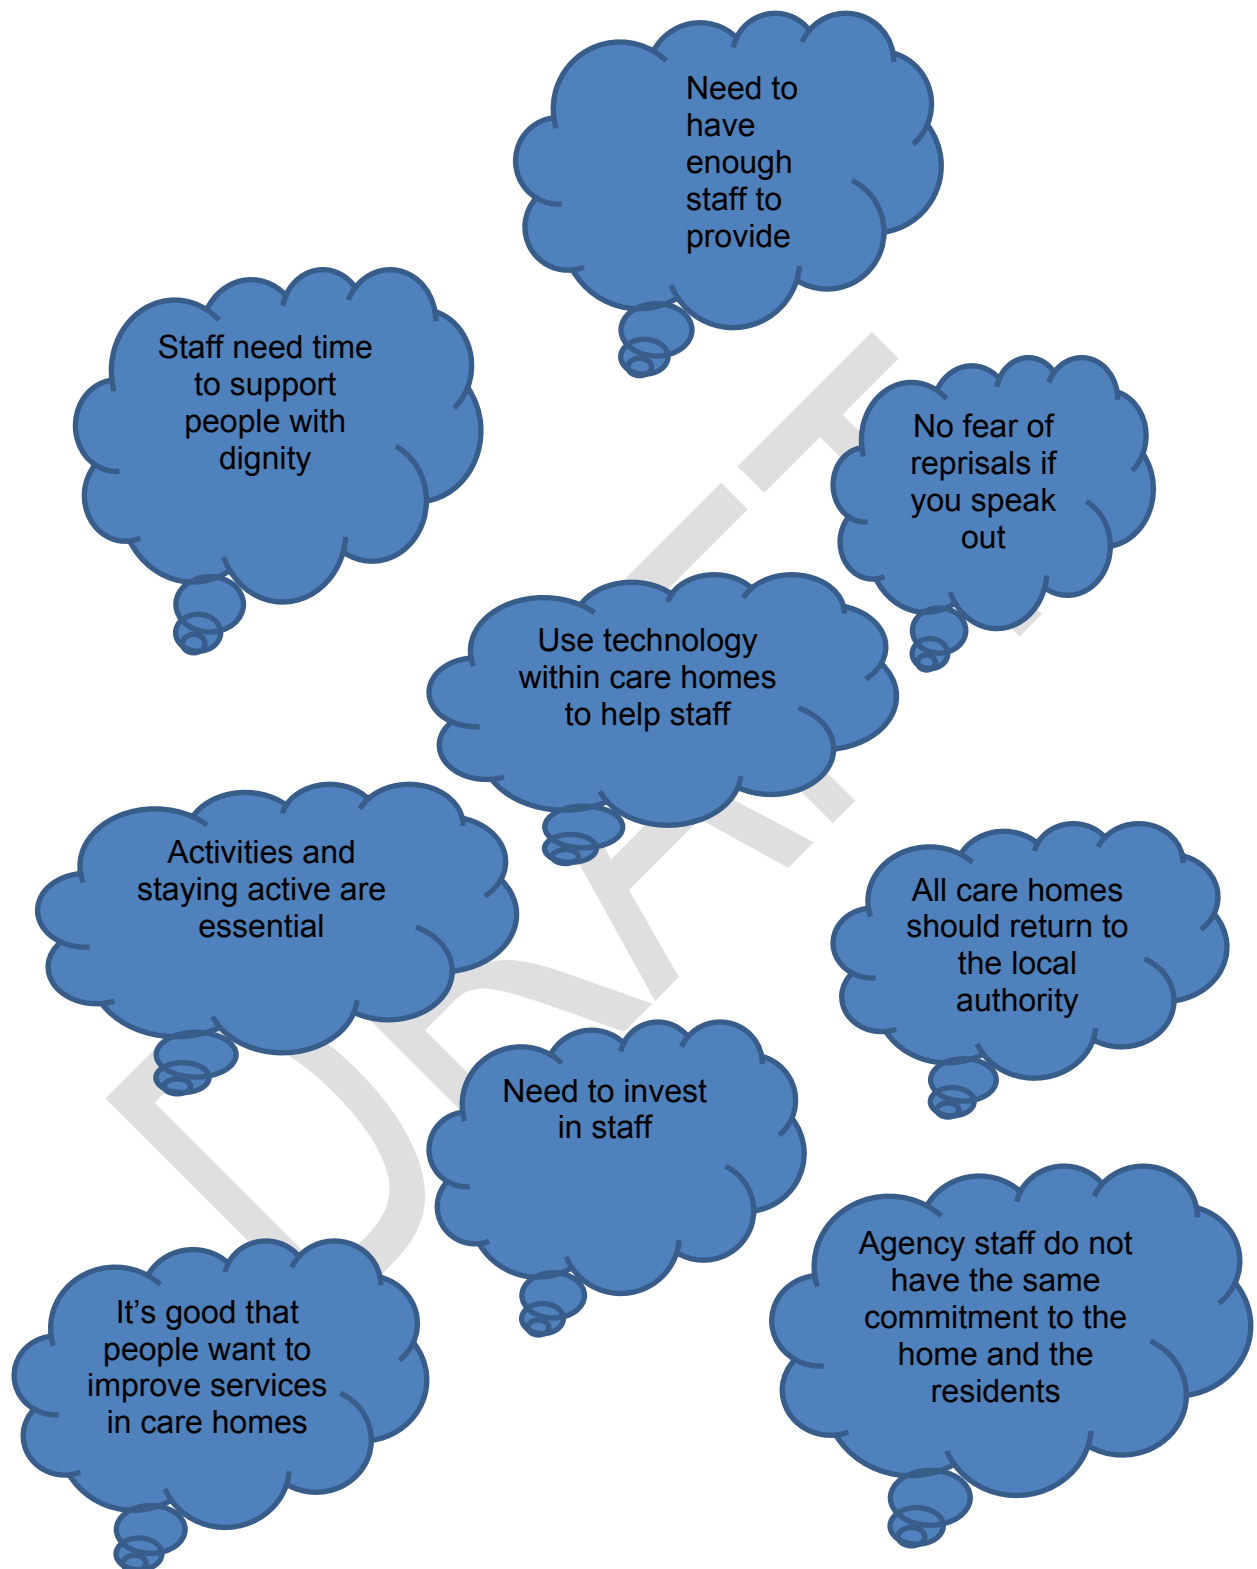 Need to
have
enough
staff to
provide
Staff need time
to support
people with
dignity
No fear of
reprisals if
you speak
out
Use technology
within care homes
to help staff
Activities and
staying active are
essential
All care homes
should return to
the local
authority
Need to invest
in staff
Agency staff do not
have the same
commitment to the
home and the
residents
It’s good that
people want to
improve services
in care homes
DRAFT